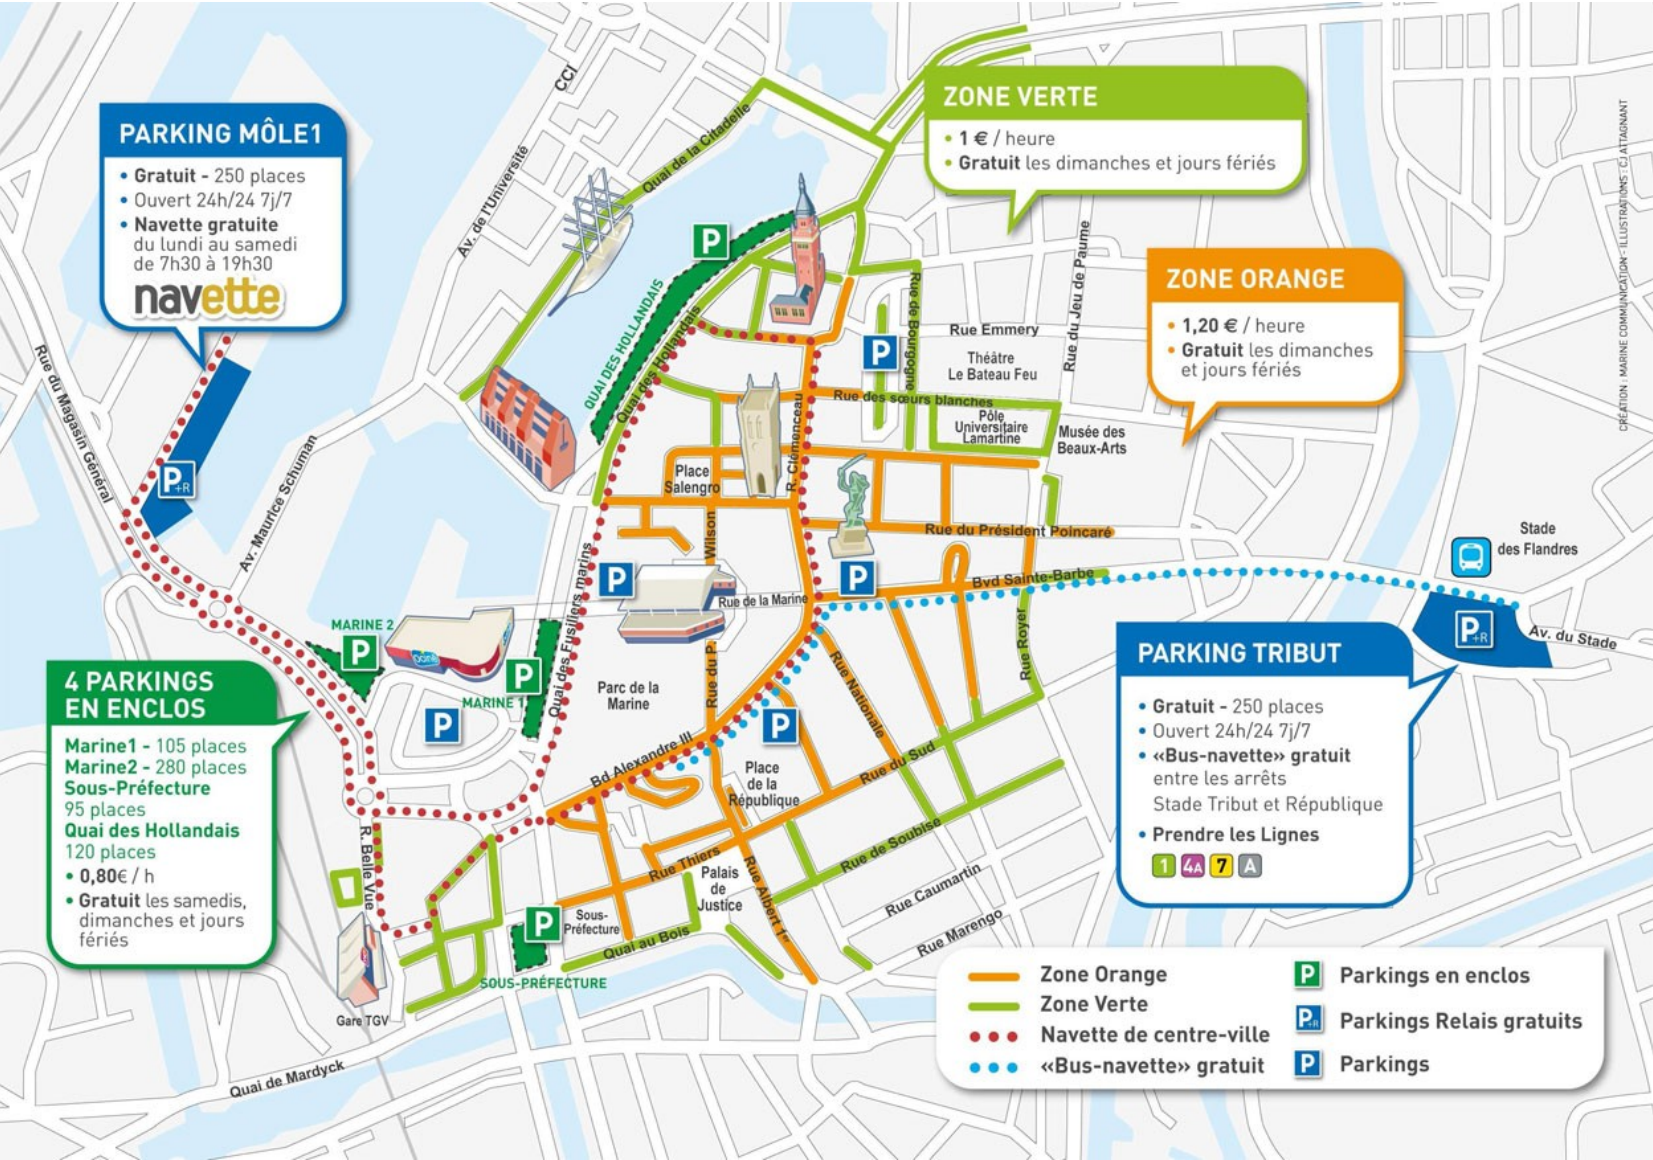 PARKING MÔLE1
• Gratuit - 250 places
• Ouvert 24h/24 7j/7
• Navette gratuite
du lundi au samedi
de 7h30 à 19h30
navette
ZONE VERTE
• 1 € / heure
• Gratuit les dimanches et jours fériés
ZONE ORANGE
• 1,20 € / heure
• Gratuit les dimanches
et jours fériés
CRÉATION : MARINE COMMUNICATION - ILLUSTRATIONS : CJ ATTAGNANT
CCI
Av. de l'Université
Quai de la Citadelle
P
QUAI DES HOLLANDAIS
Quai des Hollandais
Rue du Magasin Général
Av. Maurice Schuman
P+R
Rue de Bourgogne
Rue du Jeu de Paume
Rue Emmery
Théâtre
Le Bateau Feu
P
Rue des sœurs blanches
Pôle
Universitaire
Lamartine
Musée des
Beaux-Arts
R. Clémenceau
Place
Salengro
Wilson
Rue du Président Poincaré
Stade
des Flandres
Bvd Sainte-Barbe
P
P
Rue de la Marine
Quai des Fusiliers marins
P+R
Av. du Stade
MARINE 2
P
P
MARINE 1
P
Parc de la
Marine
Rue du P.
Rue Nationale
Rue Royer
P
Bd Alexandre III
Place
de la
République
Rue du Sud
Rue de Soubise
Rue Thiers
Rue Albert 1er
Palais
de
Justice
Rue Caumartin
Rue Marengo
R. Belle Vue
P
Sous-
Préfecture
Quai au Bois
SOUS-PRÉFECTURE
Gare TGV
Quai de Mardyck
4 PARKINGS
EN ENCLOS
Marine1 - 105 places
Marine2 - 280 places
Sous-Préfecture
95 places
Quai des Hollandais
120 places
• 0,80€ / h
• Gratuit les samedis,
dimanches et jours
fériés
PARKING TRIBUT
• Gratuit - 250 places
• Ouvert 24h/24 7j/7
• «Bus-navette» gratuit
entre les arrêts
Stade Tribut et République
• Prendre les Lignes
1 4A 7 A
Zone Orange
Zone Verte
Navette de centre-ville
«Bus-navette» gratuit
P Parkings en enclos
P+R Parkings Relais gratuits
P Parkings